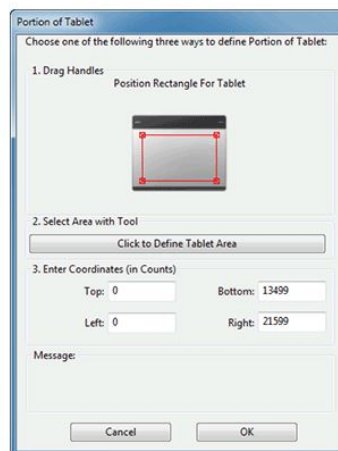 Portion of Tablet
Choose one of the following three ways to define Portion of Tablet:
1. Drag Handles
Position Rectangle For Tablet
2. Select Area with Tool
Click to Define Tablet Area
3. Enter Coordinates (in Counts)
Top: 0 Bottom: 13499
Left: 0 Right: 21599
Message:
Cancel OK